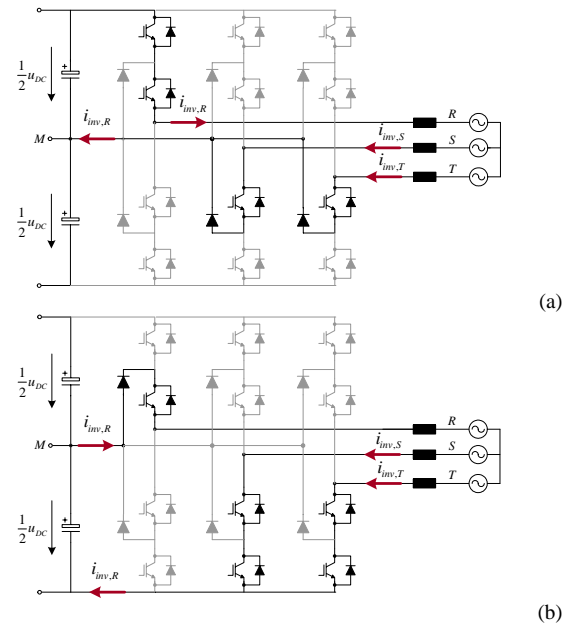 1/2 u_DC
+
i_inv,R
i_inv,R
R
M
i_inv,S
S
i_inv,T
T
1/2 u_DC
+
(a)
1/2 u_DC
+
i_inv,R
R
M
i_inv,S
S
i_inv,T
T
1/2 u_DC
+
i_inv,R
(b)